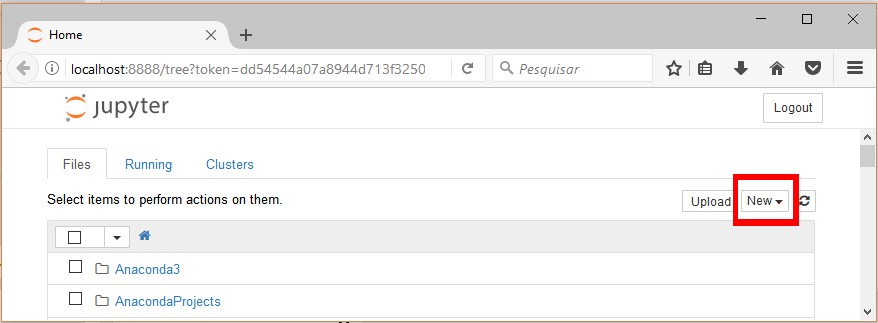 Home
localhost:8888/tree?token=dd54544a07a8944d713f3250
Pesquisar
jupyter
Logout
Files Running Clusters
Select items to perform actions on them.
Upload New
Anaconda3
AnacondaProjects